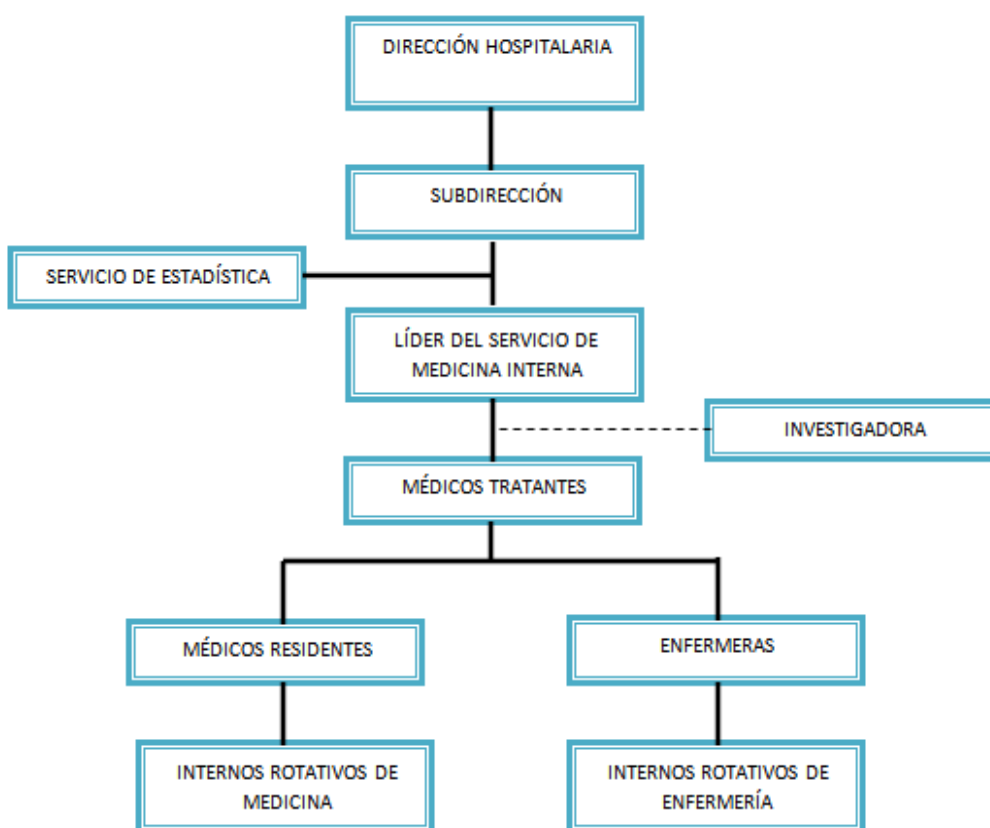 DIRECCIÓN HOSPITALARIA
SUBDIRECCIÓN
SERVICIO DE ESTADÍSTICA
LÍDER DEL SERVICIO DE
MEDICINA INTERNA
INVESTIGADORA
MÉDICOS TRATANTES
MÉDICOS RESIDENTES
ENFERMERAS
INTERNOS ROTATIVOS DE
MEDICINA
INTERNOS ROTATIVOS DE
ENFERMERÍA